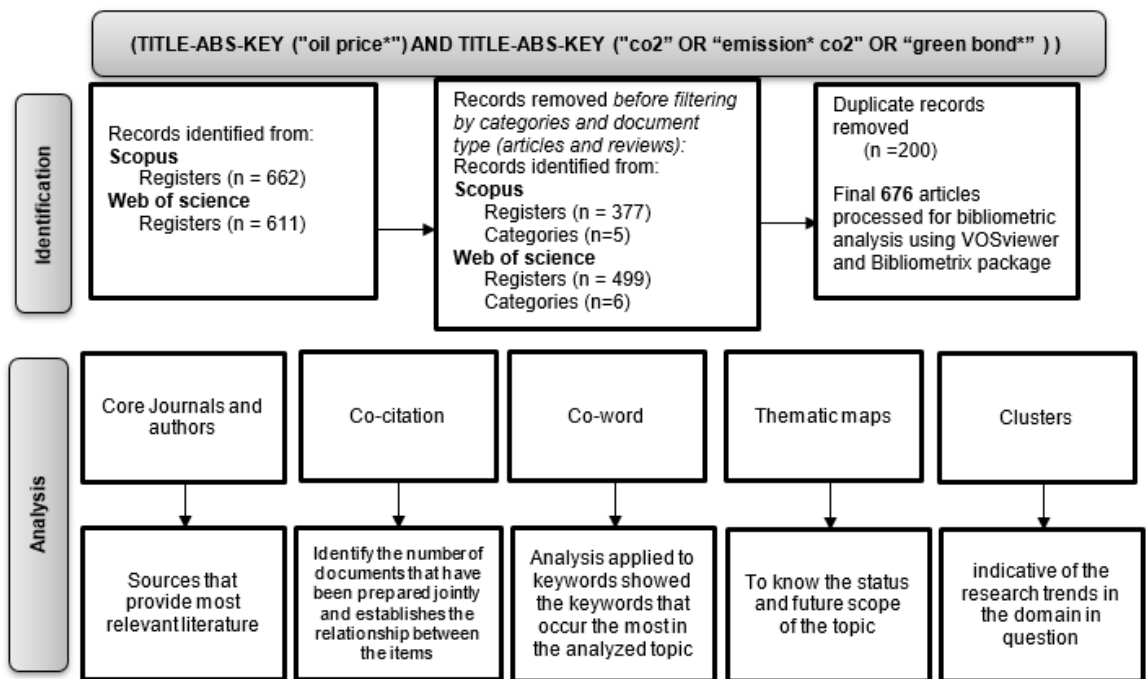 (TITLE-ABS-KEY ("oil price*") AND TITLE-ABS-KEY ("co2” OR “emission* co2" OR “green bond*” ) )
Identification
Records identified from:
Scopus
Registers (n = 662)
Web of science
Registers (n = 611)
Records removed before filtering
by categories and document
type (articles and reviews):
Records identified from:
Scopus
Registers (n = 377)
Categories (n=5)
Web of science
Registers (n = 499)
Categories (n=6)
Duplicate records
removed
(n =200)
Final 676 articles
processed for bibliometric
analysis using VOSviewer
and Bibliometrix package
Analysis
Core Journals and
authors
Co-citation
Co-word
Thematic maps
Clusters
Sources that
provide most
relevant literature
Identify the number of
documents that have
been prepared jointly
and establishes the
relationship between
the items
Analysis applied to
keywords showed
the keywords that
occur the most in
the analyzed topic
To know the status
and future scope
of the topic
indicative of the
research trends in
the domain in
question